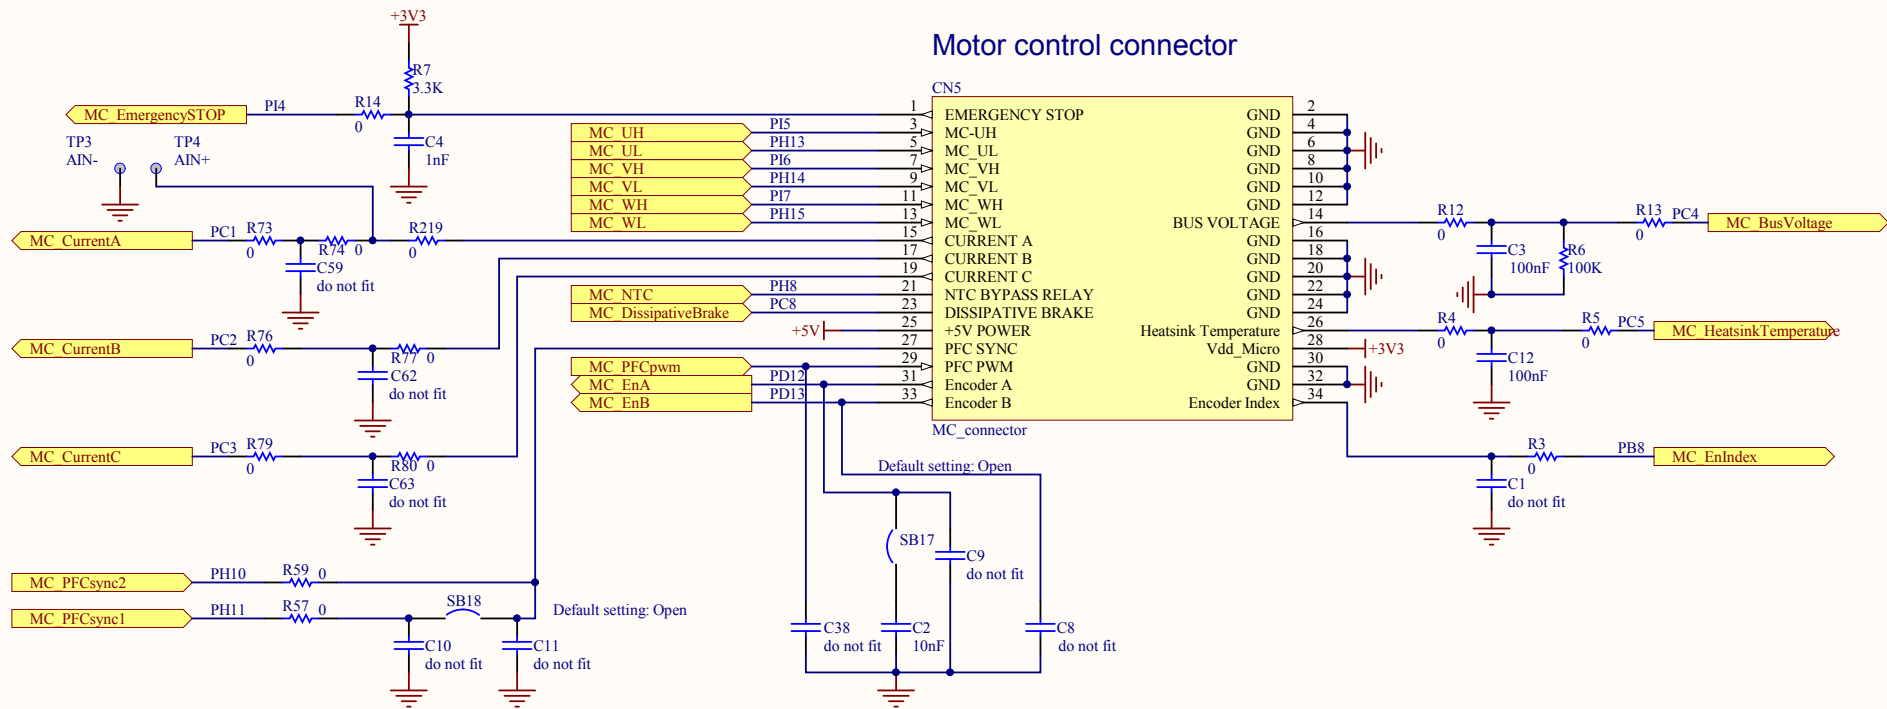 Motor control connector
+3V3
R7
3.3K
MC_EmergencySTOP
PI4
R14
0
C4
1nF
TP3
AIN-
TP4
AIN+
MC_CurrentA
PC1
R73
0
R74
0
R219
0
C59
do not fit
MC_CurrentB
PC2
R76
0
R77
0
C62
do not fit
MC_CurrentC
PC3
R79
0
R80
0
C63
do not fit
MC_PFCsync2
PH10
R59
0
MC_PFCsync1
PH11
R57
0
SB18
Default setting: Open
C10
do not fit
C11
do not fit
MC_UH
PI5
MC_UL
PH13
MC_VH
PI6
MC_VL
PH14
MC_WH
PI7
MC_WL
PH15
MC_NTC
PH8
MC_DissipativeBrake
PC8
+5V
MC_PFCpwm
MC_EnA
PD12
MC_EnB
PD13
CN5
1
EMERGENCY STOP
GND
2
3
MC-UH
GND
4
5
MC_UL
GND
6
7
MC_VH
GND
8
9
MC_VL
GND
10
11
MC_WH
GND
12
13
MC_WL
BUS VOLTAGE
14
15
CURRENT A
GND
16
17
CURRENT B
GND
18
19
CURRENT C
GND
20
21
NTC BYPASS RELAY
GND
22
23
DISSIPATIVE BRAKE
GND
24
25
+5V POWER
Heatsink Temperature
26
27
PFC SYNC
Vdd_Micro
28
29
PFC PWM
GND
30
31
Encoder A
GND
32
33
Encoder B
Encoder Index
34
MC_connector
Default setting: Open
SB17
C9
do not fit
C38
do not fit
C2
10nF
C8
do not fit
R12
0
C3
100nF
R6
100K
R13
0
PC4
MC_BusVoltage
R4
0
R5
0
PC5
MC_HeatsinkTemperature
+3V3
C12
100nF
R3
0
PB8
MC_EnIndex
C1
do not fit